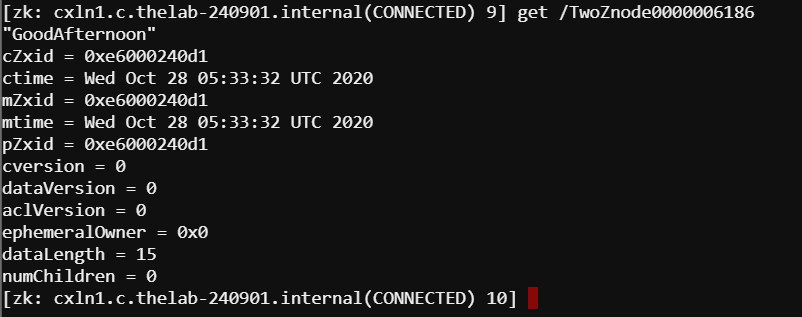 [zk: cxln1.c.thelab-240901.internal(CONNECTED) 9] get /TwoZnode0000006186
"GoodAfternoon"
cZxid = 0xe6000240d1
ctime = Wed Oct 28 05:33:32 UTC 2020
mZxid = 0xe6000240d1
mtime = Wed Oct 28 05:33:32 UTC 2020
pZxid = 0xe6000240d1
cversion = 0
dataVersion = 0
aclVersion = 0
ephemeralOwner = 0x0
dataLength = 15
numChildren = 0
[zk: cxln1.c.thelab-240901.internal(CONNECTED) 10]